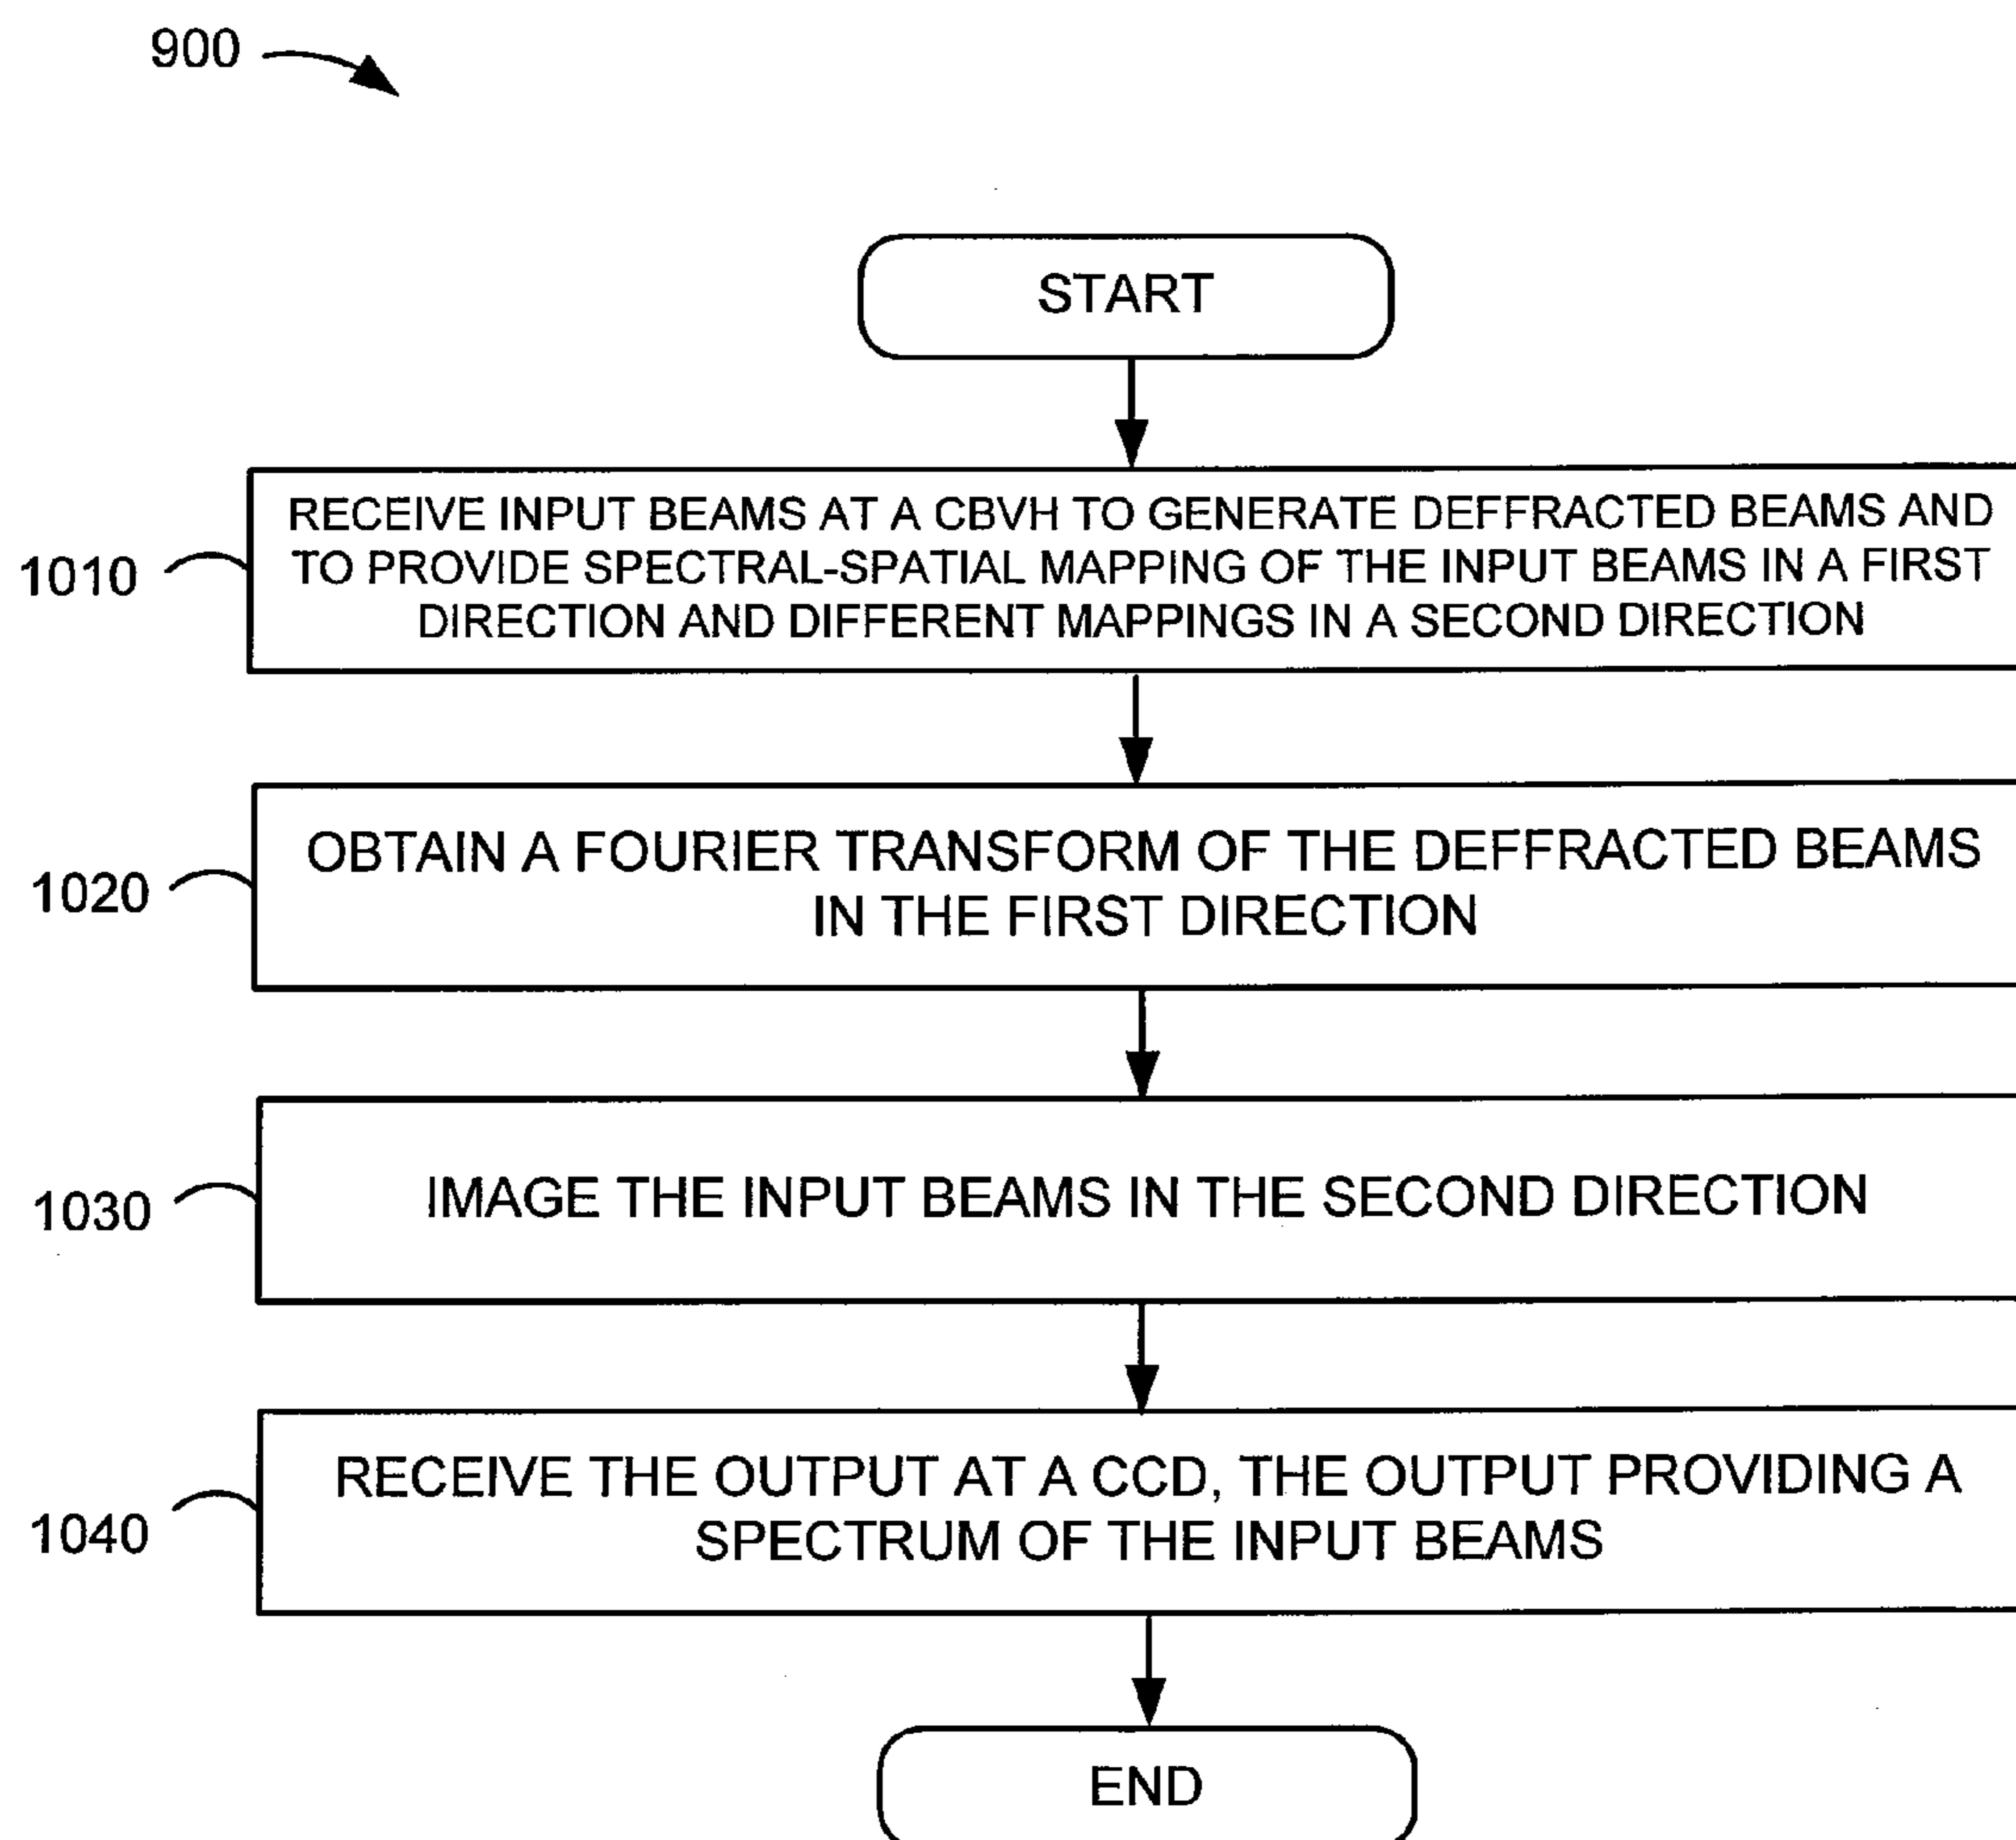 900
START
1010
RECEIVE INPUT BEAMS AT A CBVH TO GENERATE DEFFRACTED BEAMS AND
TO PROVIDE SPECTRAL-SPATIAL MAPPING OF THE INPUT BEAMS IN A FIRST
DIRECTION AND DIFFERENT MAPPINGS IN A SECOND DIRECTION
1020
OBTAIN A FOURIER TRANSFORM OF THE DEFFRACTED BEAMS
IN THE FIRST DIRECTION
1030
IMAGE THE INPUT BEAMS IN THE SECOND DIRECTION
1040
RECEIVE THE OUTPUT AT A CCD, THE OUTPUT PROVIDING A
SPECTRUM OF THE INPUT BEAMS
END